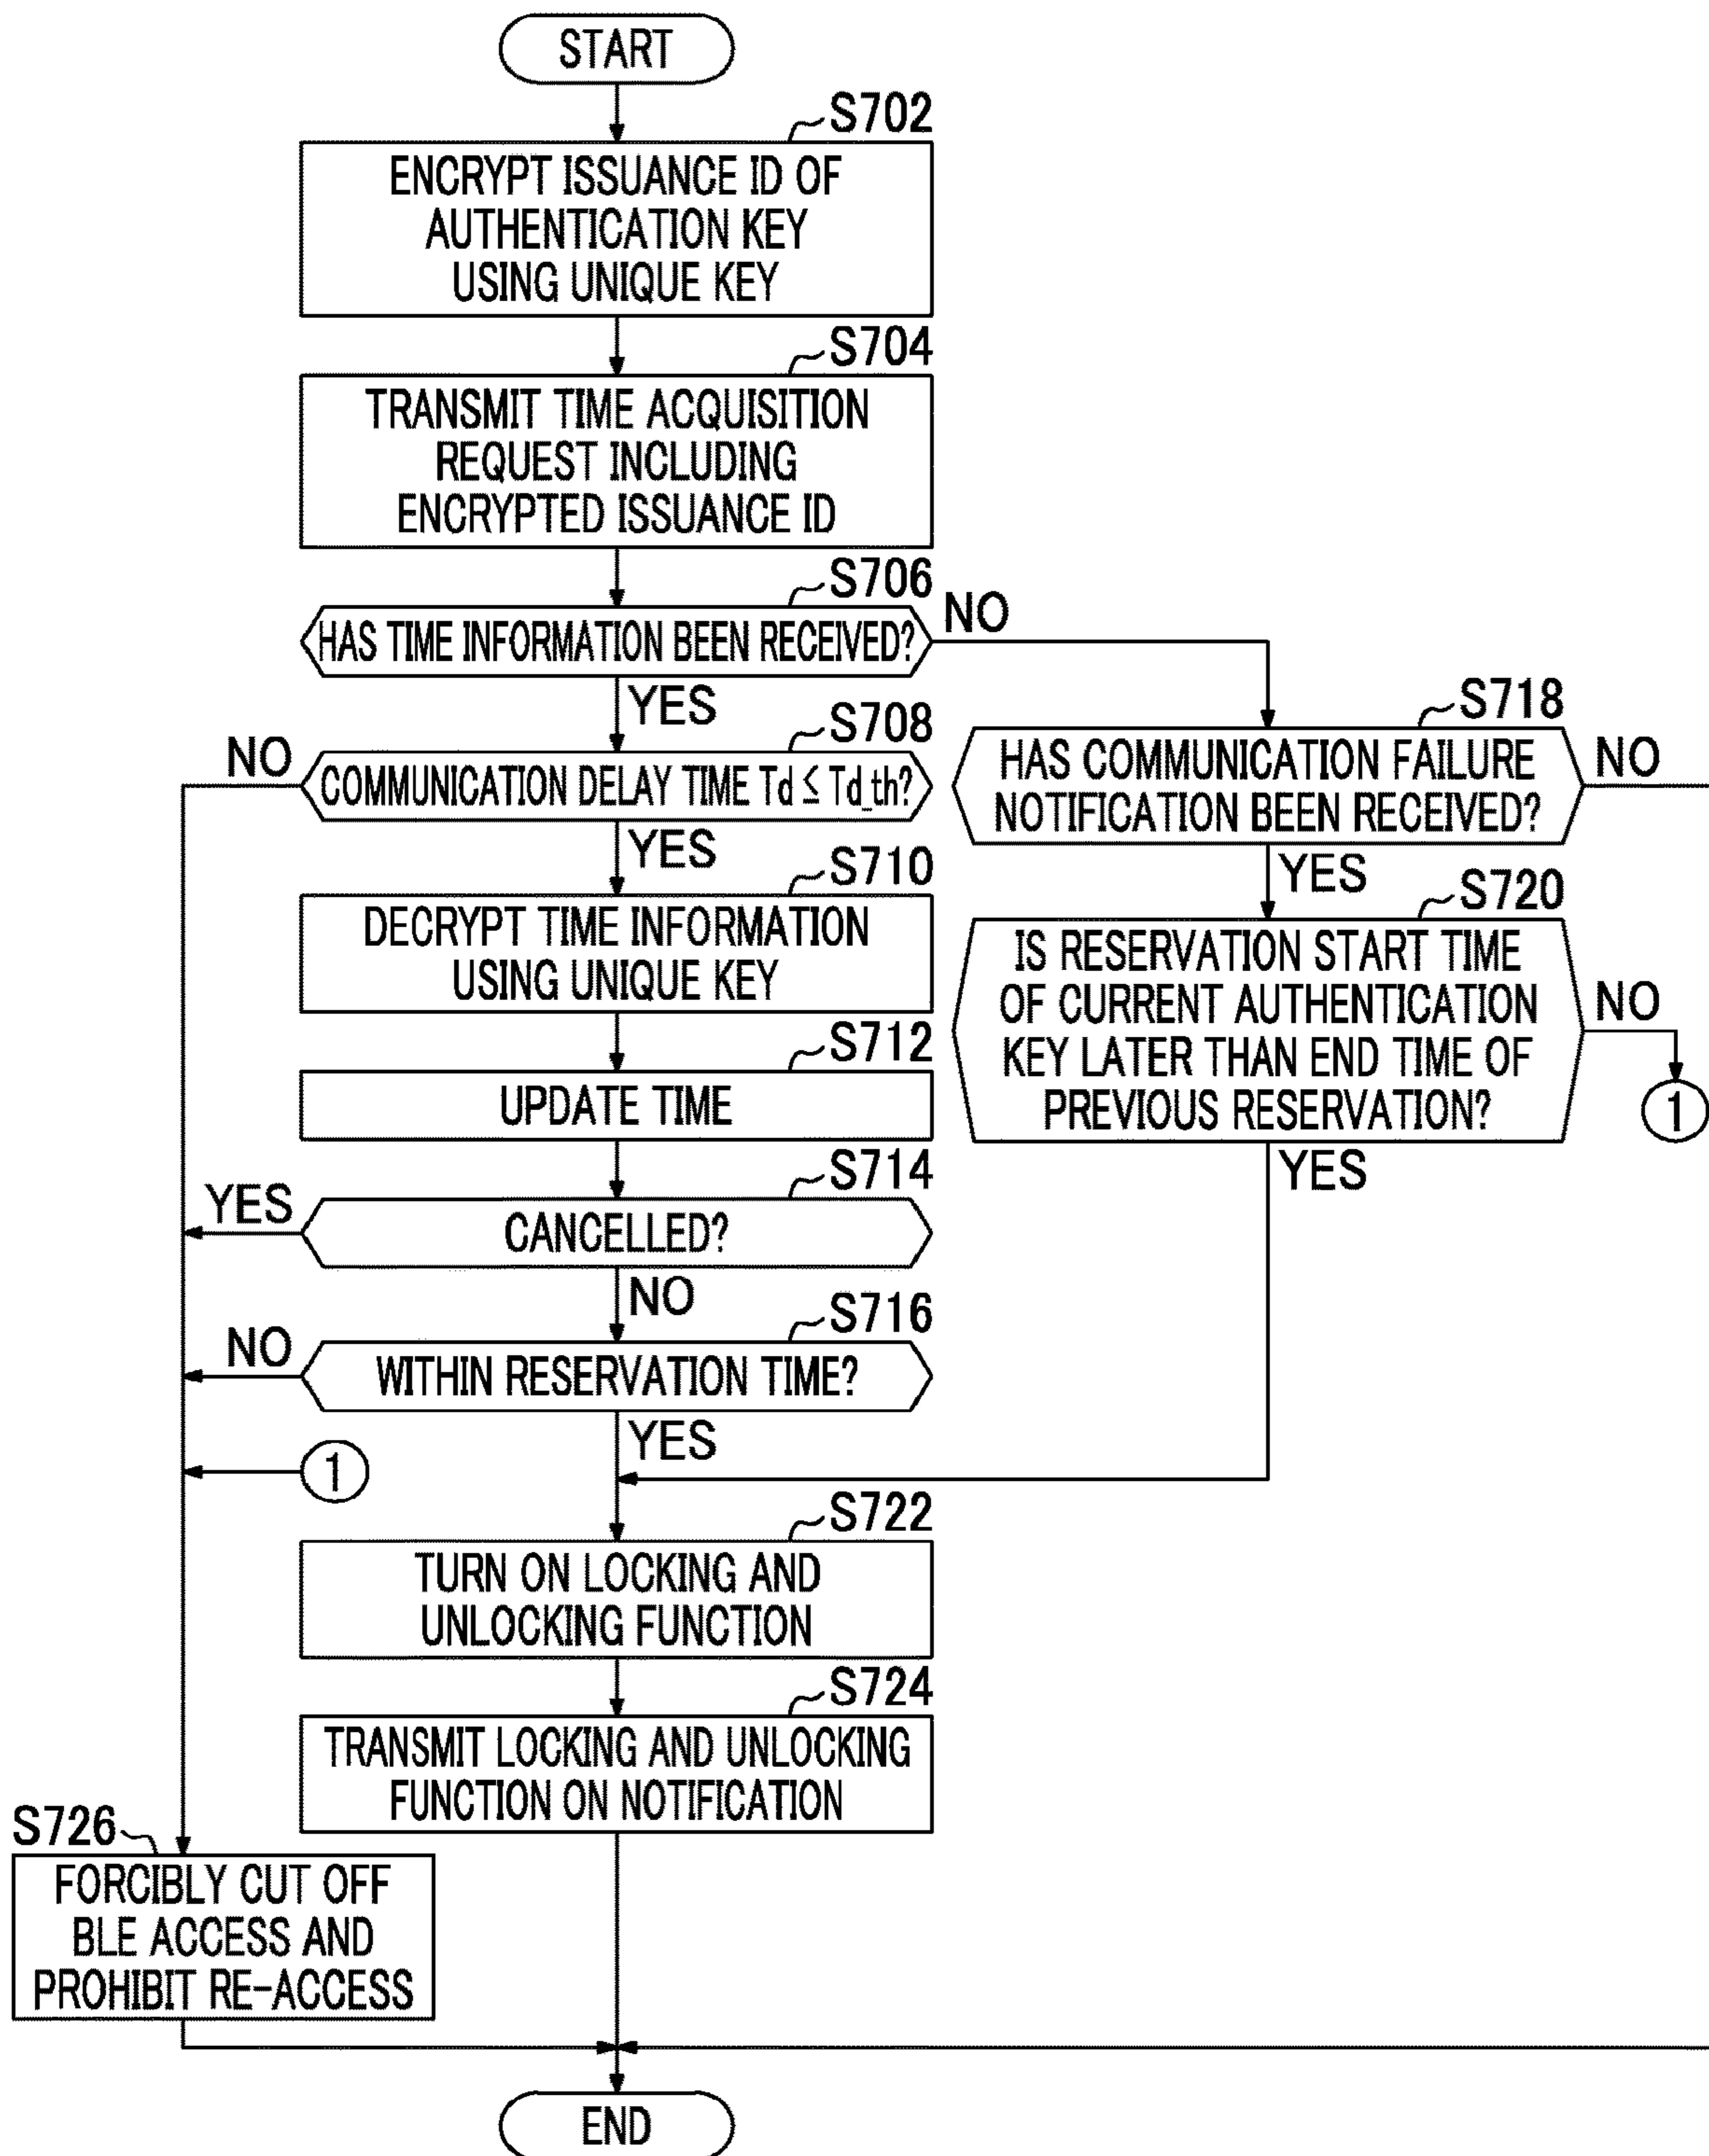 START
S702
ENCRYPT ISSUANCE ID OF
AUTHENTICATION KEY
USING UNIQUE KEY
S704
TRANSMIT TIME ACQUISITION
REQUEST INCLUDING
ENCRYPTED ISSUANCE ID
S706
HAS TIME INFORMATION BEEN RECEIVED?
NO
YES
S708
NO
COMMUNICATION DELAY TIME Td ≤ Td_th?
YES
S718
HAS COMMUNICATION FAILURE
NOTIFICATION BEEN RECEIVED?
NO
YES
S710
DECRYPT TIME INFORMATION
USING UNIQUE KEY
S720
IS RESERVATION START TIME
OF CURRENT AUTHENTICATION
KEY LATER THAN END TIME OF
PREVIOUS RESERVATION?
NO
1
YES
S712
UPDATE TIME
S714
YES
CANCELLED?
NO
S716
NO
WITHIN RESERVATION TIME?
YES
1
S722
TURN ON LOCKING AND
UNLOCKING FUNCTION
S724
TRANSMIT LOCKING AND UNLOCKING
FUNCTION ON NOTIFICATION
S726
FORCIBLY CUT OFF
BLE ACCESS AND
PROHIBIT RE-ACCESS
END